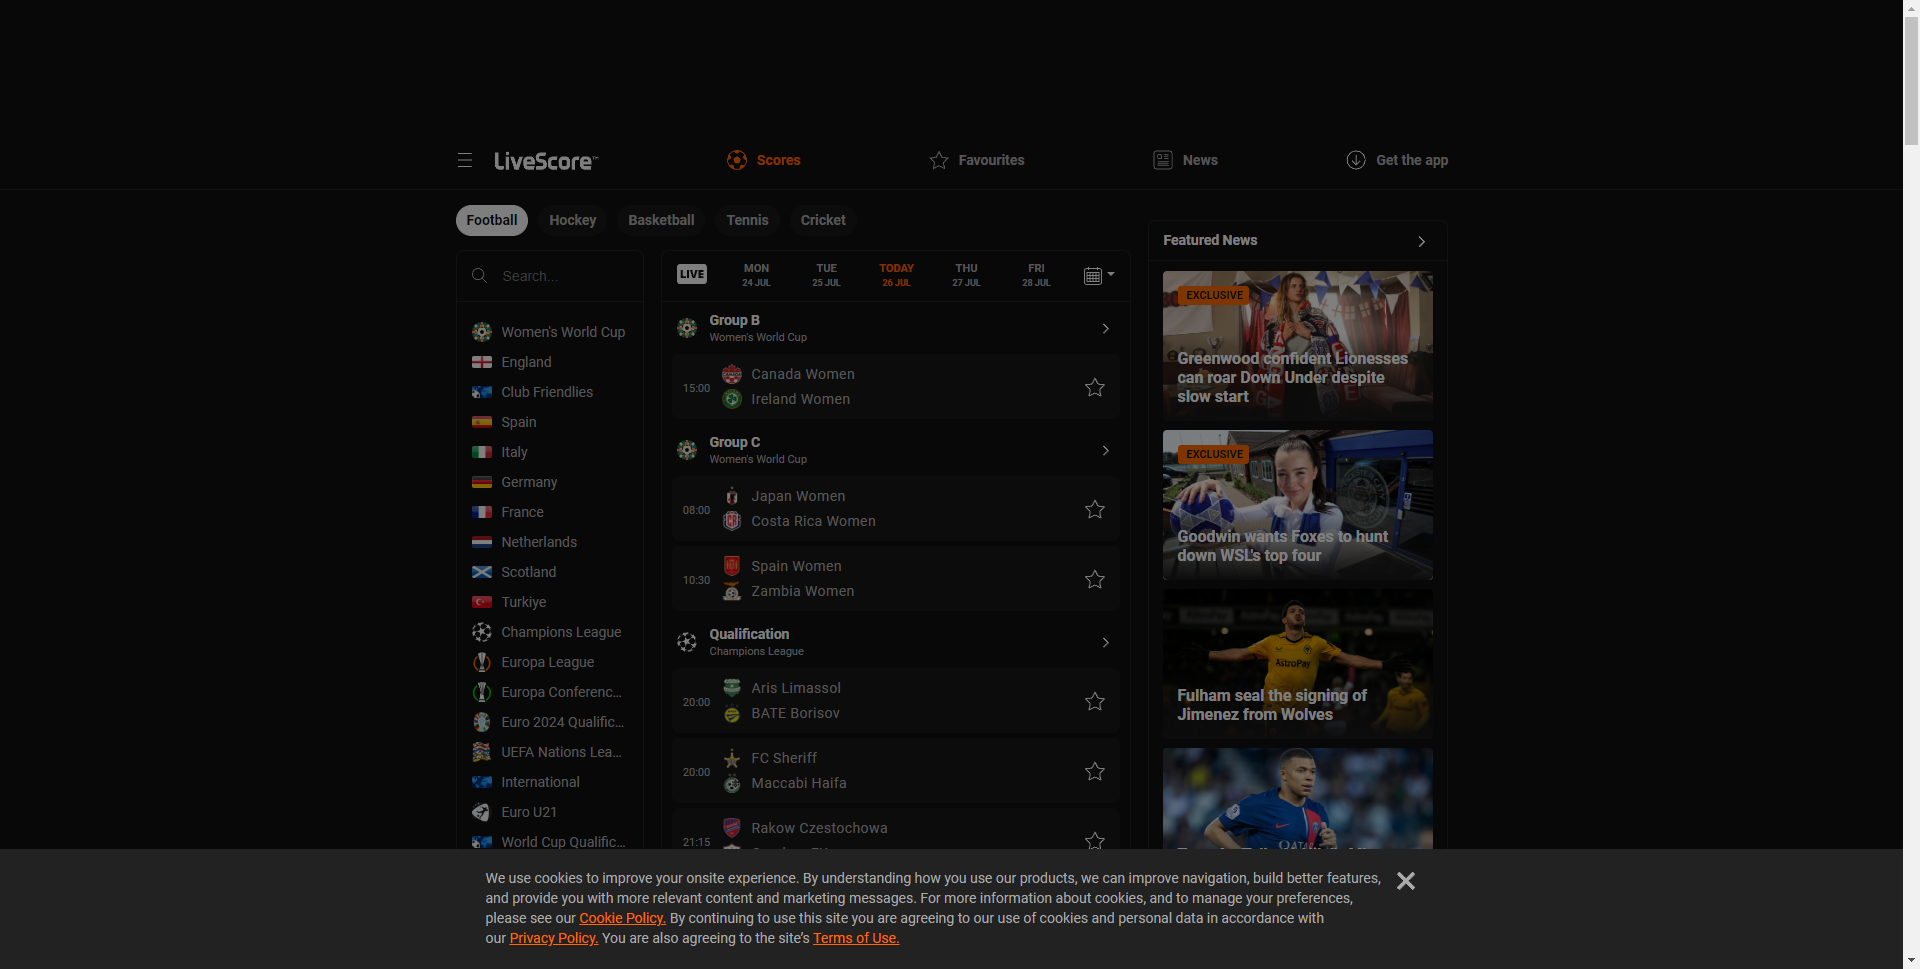 LiveScore™
Scores
Favourites
News
Get the app
Football
Hockey
Basketball
Tennis
Cricket
Search...
Women's World Cup
England
Club Friendlies
Spain
Italy
Germany
France
Netherlands
Scotland
Turkiye
Champions League
Europa League
Europa Conferenc...
Euro 2024 Qualific...
UEFA Nations Lea...
International
Euro U21
World Cup Qualific...
LIVE
MON
24 JUL
TUE
25 JUL
TODAY
26 JUL
THU
27 JUL
FRI
28 JUL
Group B
Women's World Cup
15:00
Canada Women
Ireland Women
Group C
Women's World Cup
08:00
Japan Women
Costa Rica Women
10:30
Spain Women
Zambia Women
Qualification
Champions League
20:00
Aris Limassol
BATE Borisov
20:00
FC Sheriff
Maccabi Haifa
21:15
Rakow Czestochowa
Featured News
EXCLUSIVE
Greenwood confident Lionesses
can roar Down Under despite
slow start
EXCLUSIVE
Goodwin wants Foxes to hunt
down WSL's top four
AstroPay
Fulham seal the signing of
Jimenez from Wolves
We use cookies to improve your onsite experience. By understanding how you use our products, we can improve navigation, build better features,
and provide you with more relevant content and marketing messages. For more information about cookies, and to manage your preferences,
please see our Cookie Policy. By continuing to use this site you are agreeing to our use of cookies and personal data in accordance with
our Privacy Policy. You are also agreeing to the site's Terms of Use.